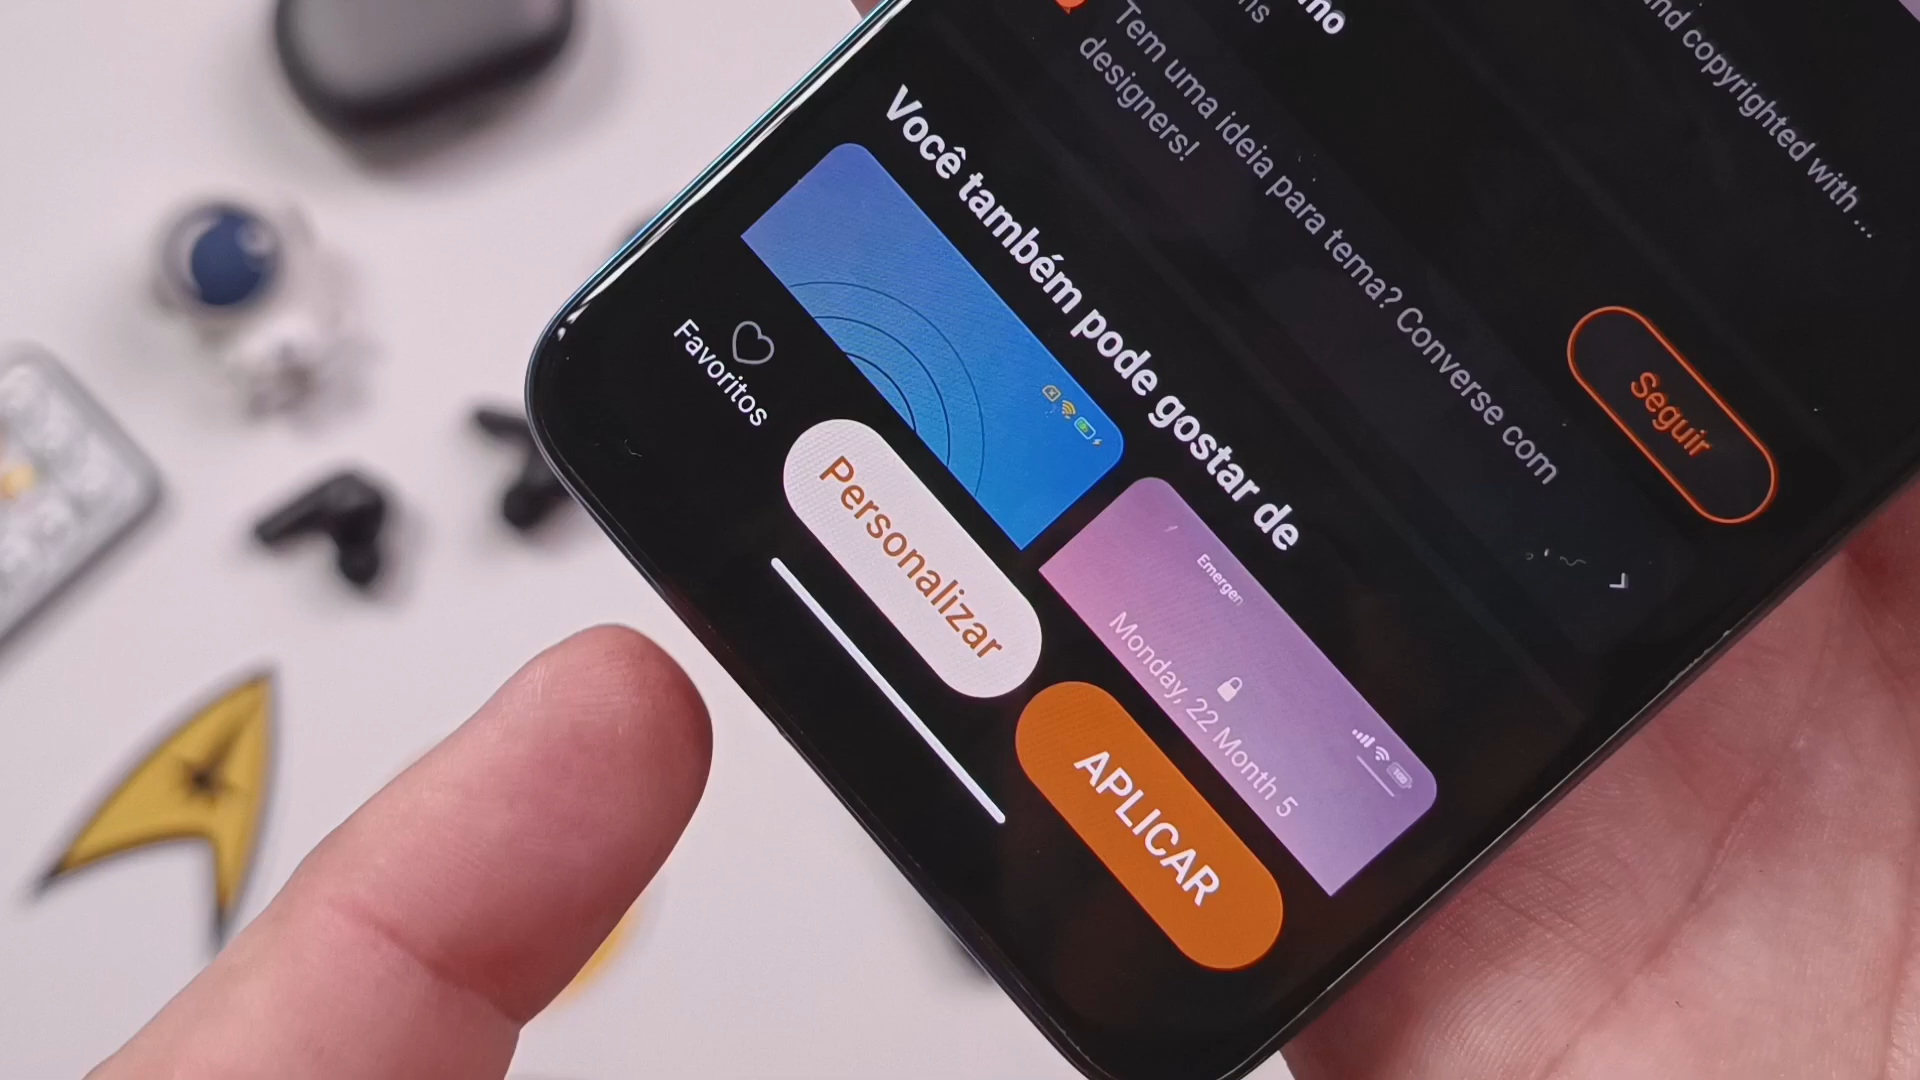 and copyrighted with ...
Tem uma ideia para tema? Converse com
designers!
Seguir
Você também pode gostar de
Emergen
Monday, 22 Month 5
Favoritos
Personalizar
APLICAR